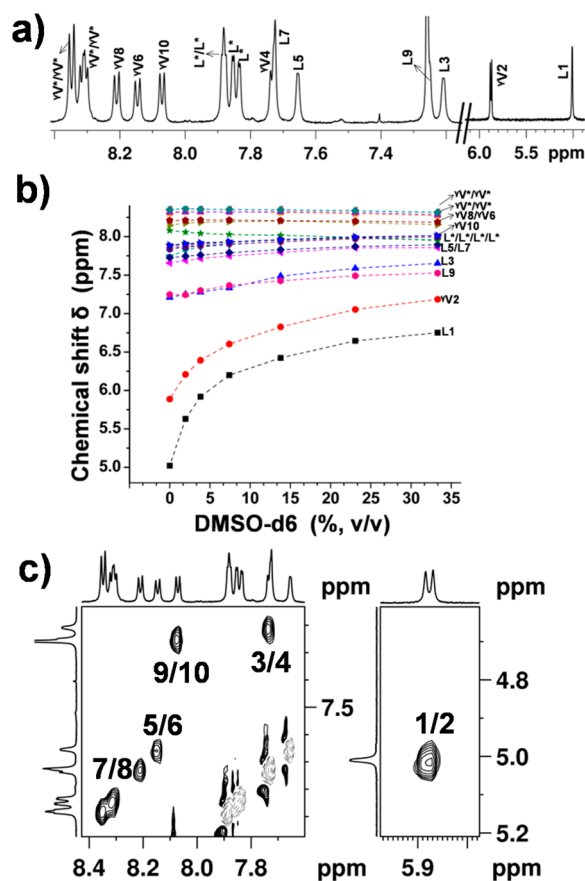 a)
ᵞV*/ᵞV*
ᵞV*/ᵞV*
ᵞV8
ᵞV6
ᵞV10
L*/L*
L*
L*
ᵞV4
L7
L5
L9
L3
ᵞV2
L1
8.2 8.0 7.8 7.6 7.4 6.0 5.5 5.0 ppm
b)
Chemical shift δ (ppm)
8.0
7.5
7.0
6.5
6.0
5.5
5.0
ᵞV*/ᵞV*
ᵞV*/ᵞV*
ᵞV8/ᵞV6
ᵞV10
L*/L*/L*/L*
L5/L7
L3
L9
ᵞV2
L1
0 5 10 15 20 25 30 35
DMSO-d6 (%, v/v)
c)
ppm ppm
9/10 3/4
5/6
7/8
7.5
1/2
4.8
5.0
5.2
8.4 8.2 8.0 7.8 ppm 5.9 ppm